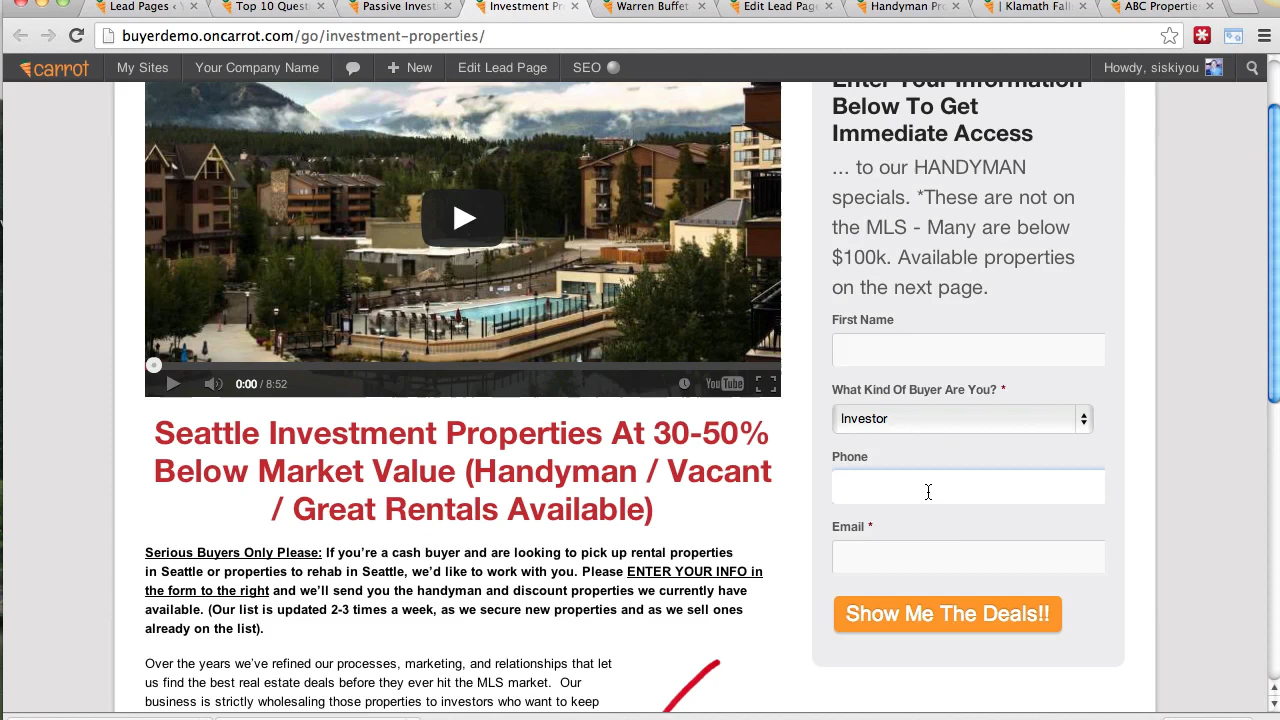 Lead Pages ‹
Top 10 Quest
Passive Invest
Investment Pr
Warren Buffet
Edit Lead Page
Handyman Pro
| Klamath Falls
ABC Propertie
buyerdemo.oncarrot.com/go/investment-properties/
carrot
My Sites
Your Company Name
+ New
Edit Lead Page
SEO
Howdy, siskiyou
Enter Your Information
Below To Get
Immediate Access
... to our HANDYMAN
specials. *These are not on
the MLS - Many are below
$100k. Available properties
on the next page.
First Name
What Kind Of Buyer Are You? *
Investor
Phone
Email *
Show Me The Deals!!
0:00 / 8:52
YouTube
Seattle Investment Properties At 30-50%
Below Market Value (Handyman / Vacant
/ Great Rentals Available)
Serious Buyers Only Please: If you're a cash buyer and are looking to pick up rental properties
in Seattle or properties to rehab in Seattle, we'd like to work with you. Please ENTER YOUR INFO in
the form to the right and we'll send you the handyman and discount properties we currently have
available. (Our list is updated 2-3 times a week, as we secure new properties and as we sell ones
already on the list).
Over the years we've refined our processes, marketing, and relationships that let
us find the best real estate deals before they ever hit the MLS market. Our
business is strictly wholesaling those properties to investors who want to keep